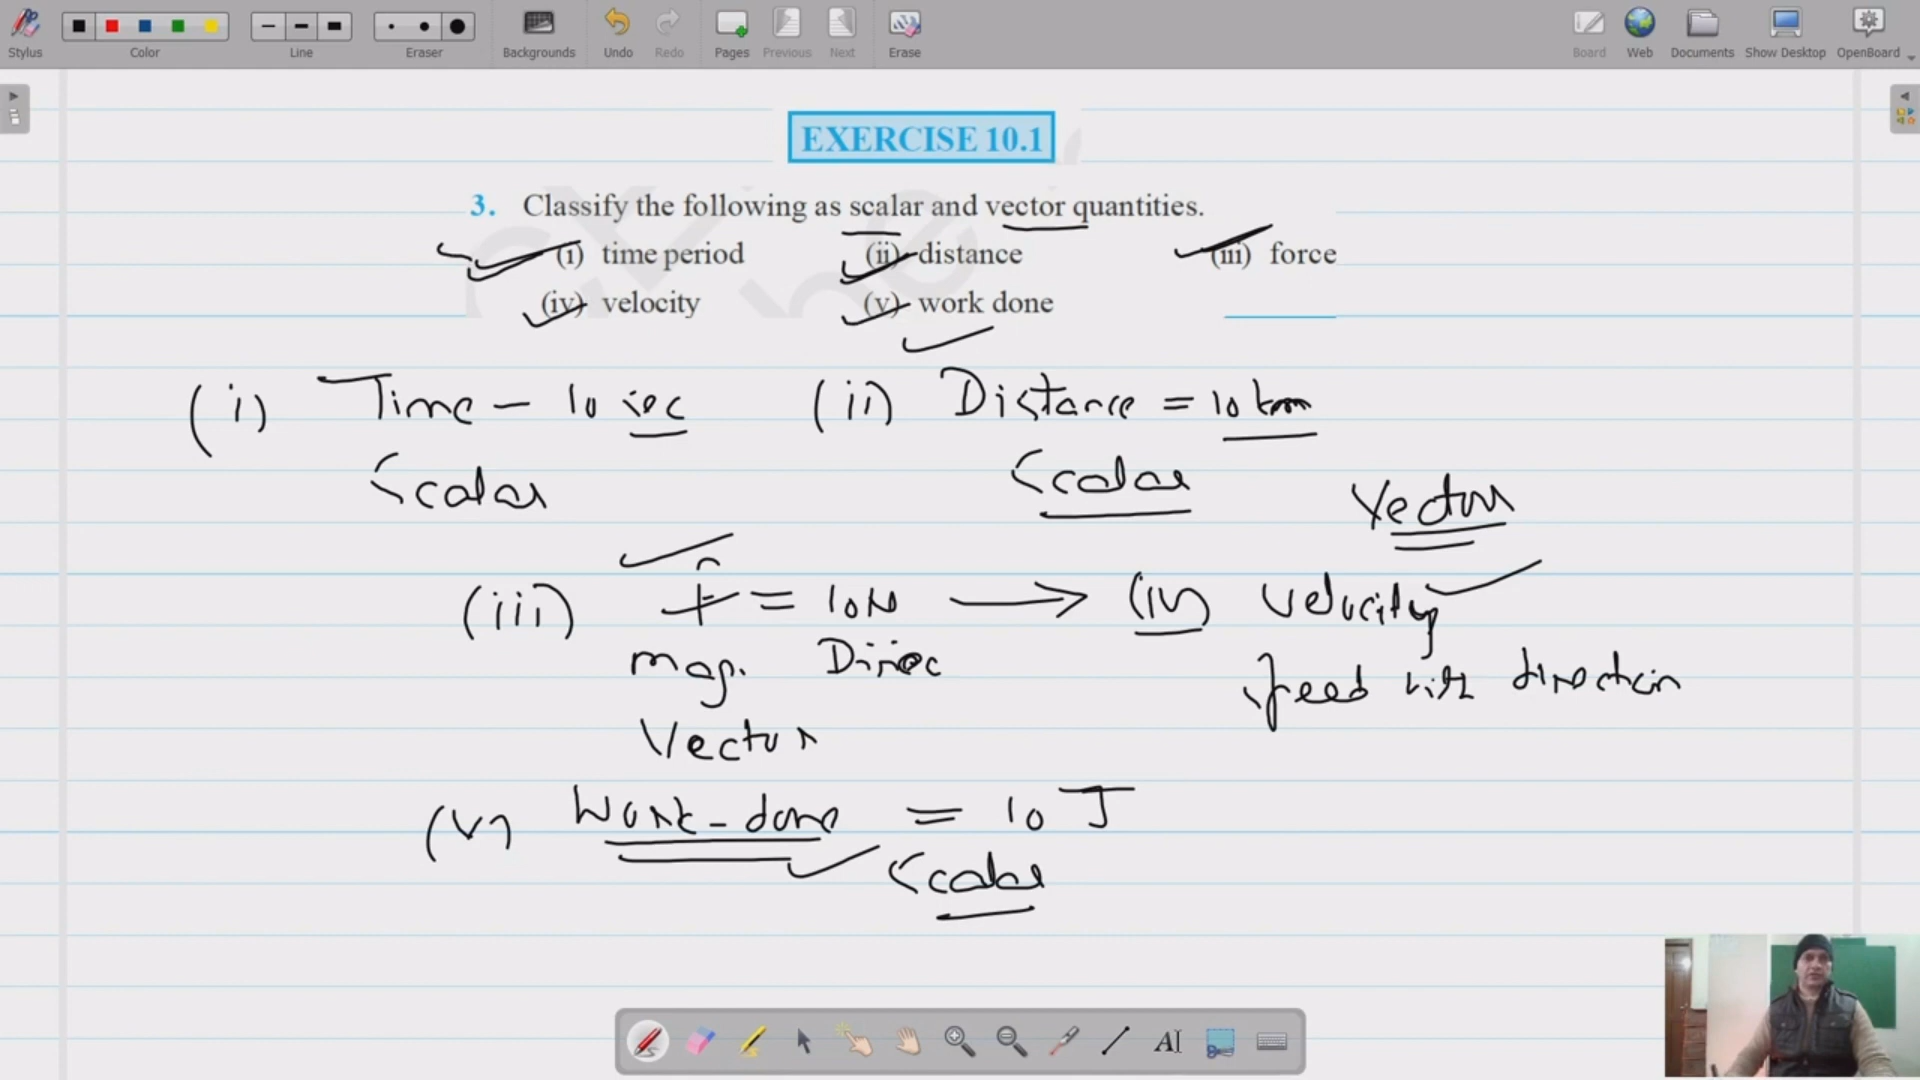 Stylus Color Line Eraser Backgrounds Undo Redo Pages Previous Next Erase Board Web Documents Show Desktop OpenBoard
EXERCISE 10.1
3. Classify the following as scalar and vector quantities.
(i) time period (ii) distance (iii) force
(iv) velocity (v) work done
(i) Time - 10 sec (ii) Distance = 10 km
Scalar Scalar Vector
(iii) F = 10N → (iv) velocity
mag. Direc speed with direction
Vector
(v) Work-done = 10 J
Scalar